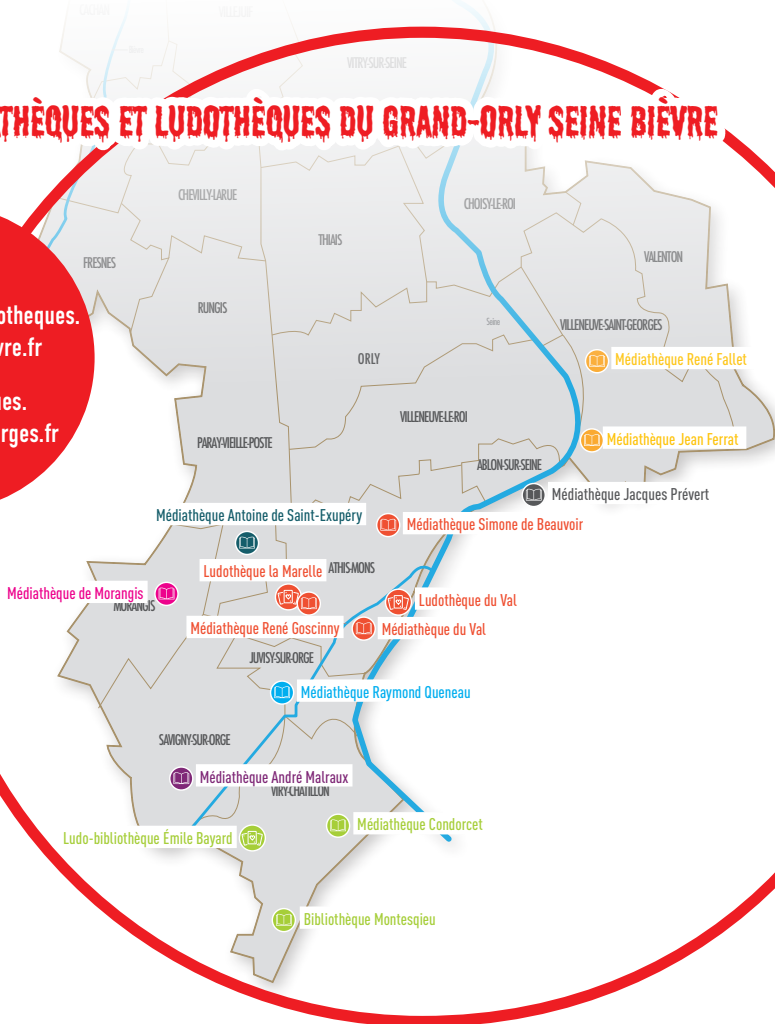 CACHAN
VILLEJUIF
Bièvre
VITRY-SUR-SEINE
THÈQUES ET LUDOTHÈQUES DU GRAND-ORLY SEINE BIÈVRE
CHEVILLY-LARUE
CHOISY-LE-ROI
THIAIS
FRESNES
VALENTON
RUNGIS
otheques.
vre.fr
ues.
rges.fr
Seine
VILLENEUVE-SAINT-GEORGES
ORLY
Médiathèque René Fallet
VILLENEUVE-LE-ROI
PARAY-VIEILLE-POSTE
Médiathèque Jean Ferrat
ABLON-SUR-SEINE
Médiathèque Jacques Prévert
Médiathèque Antoine de Saint-Exupéry
Médiathèque Simone de Beauvoir
Ludothèque la Marelle
ATHIS-MONS
Médiathèque de Morangis
MORANGIS
Ludothèque du Val
Médiathèque René Goscinny
Médiathèque du Val
JUVISY-SUR-ORGE
Médiathèque Raymond Queneau
SAVIGNY-SUR-ORGE
Médiathèque André Malraux
VIRY-CHATILLON
Médiathèque Condorcet
Ludo-bibliothèque Émile Bayard
Bibliothèque Montesqieu